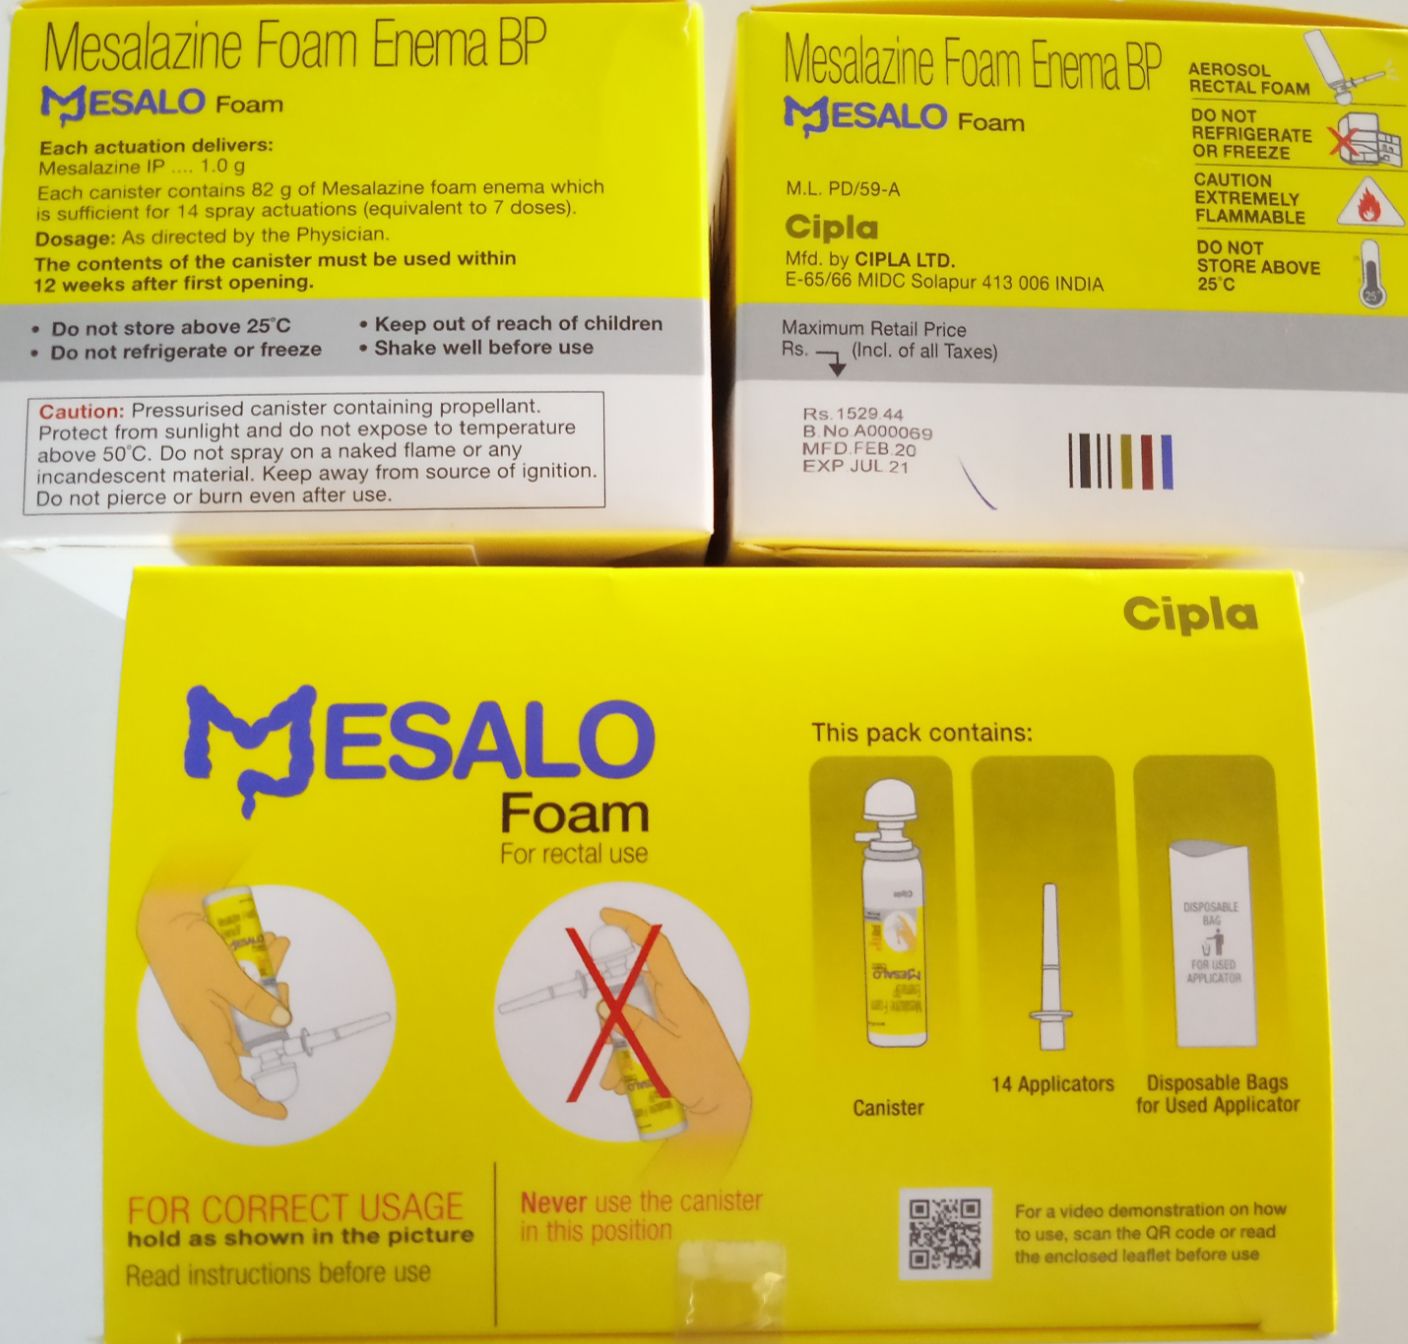 Mesalazine Foam Enema BP
MESALO Foam
Each actuation delivers:
Mesalazine IP .... 1.0 g
Each canister contains 82 g of Mesalazine foam enema which
is sufficient for 14 spray actuations (equivalent to 7 doses).
Dosage: As directed by the Physician.
The contents of the canister must be used within
12 weeks after first opening.
• Do not store above 25°C
• Do not refrigerate or freeze
• Keep out of reach of children
• Shake well before use
Caution: Pressurised canister containing propellant.
Protect from sunlight and do not expose to temperature
above 50°C. Do not spray on a naked flame or any
incandescent material. Keep away from source of ignition.
Do not pierce or burn even after use.
Mesalazine Foam Enema BP
MESALO Foam
M.L. PD/59-A
Cipla
Mfd. by CIPLA LTD.
E-65/66 MIDC Solapur 413 006 INDIA
AEROSOL
RECTAL FOAM
DO NOT
REFRIGERATE
OR FREEZE
CAUTION
EXTREMELY
FLAMMABLE
DO NOT
STORE ABOVE
25°C
25°
Maximum Retail Price
Rs. (Incl. of all Taxes)
Rs.1529.44
B.No.A000069
MFD.FEB.20
EXP.JUL.21
Cipla
MESALO
Foam
For rectal use
This pack contains:
MESALO
Cipla
MESALO
Mesalazine Foam
DISPOSABLE
BAG
FOR USED
APPLICATOR
Canister
14 Applicators
Disposable Bags
for Used Applicator
FOR CORRECT USAGE
hold as shown in the picture
Read instructions before use
Never use the canister
in this position
For a video demonstration on how
to use, scan the QR code or read
the enclosed leaflet before use